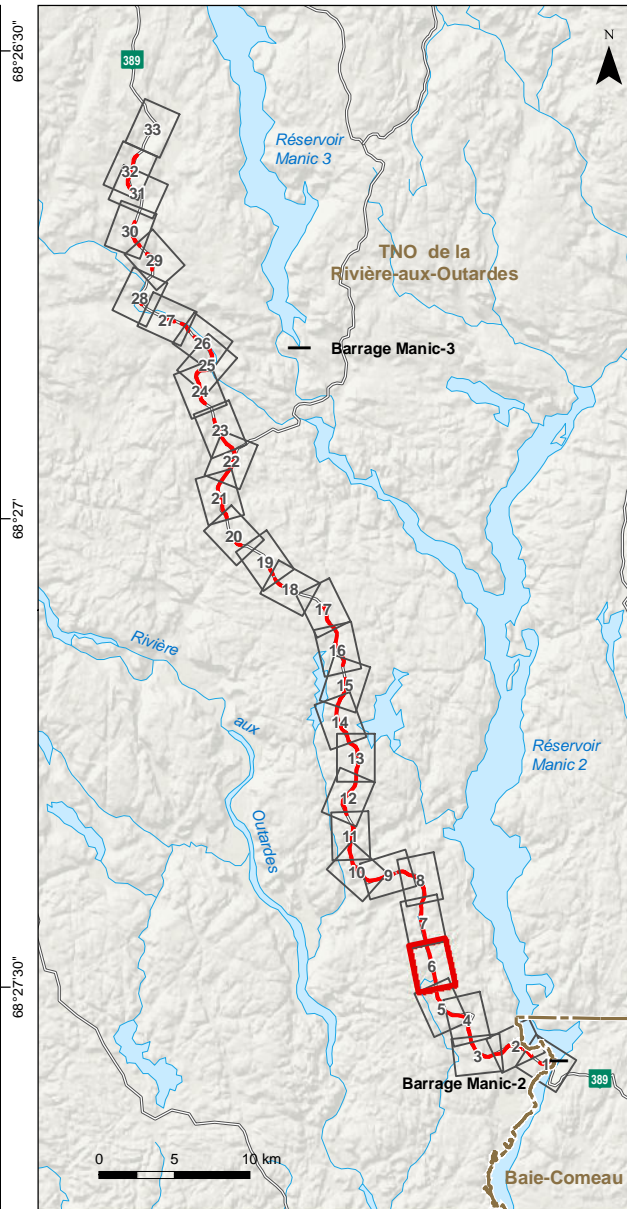 68°26'30"
N
389
33
Réservoir
Manic 3
32
31
TNO de la
Rivière-aux-Outardes
30
29
28
27
26
Barrage Manic-3
25
24
23
22
21
68°27'
20
19
18
17
Rivière
16
15
aux
14
Réservoir
Manic 2
13
12
Outardes
11
10
9
8
7
6
68°27'30"
5
4
2
3
1
Barrage Manic-2
389
0
5
10 km
Baie-Comeau